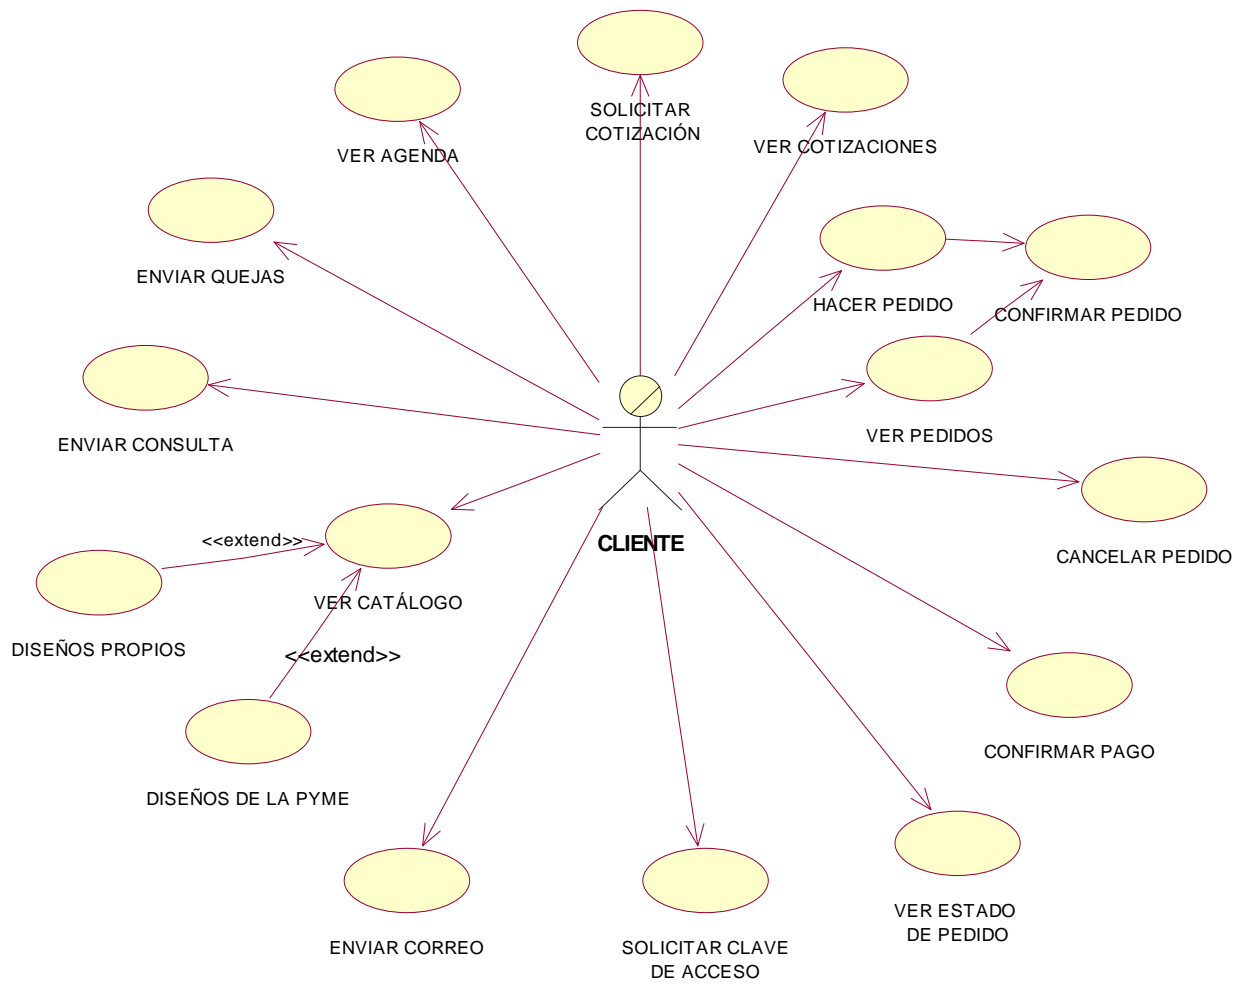 SOLICITAR
COTIZACIÓN
VER COTIZACIONES
VER AGENDA
ENVIAR QUEJAS
HACER PEDIDO
CONFIRMAR PEDIDO
ENVIAR CONSULTA
VER PEDIDOS
<<extend>>
CLIENTE
CANCELAR PEDIDO
VER CATÁLOGO
DISEÑOS PROPIOS
<<extend>>
CONFIRMAR PAGO
DISEÑOS DE LA PYME
VER ESTADO
DE PEDIDO
ENVIAR CORREO
SOLICITAR CLAVE
DE ACCESO